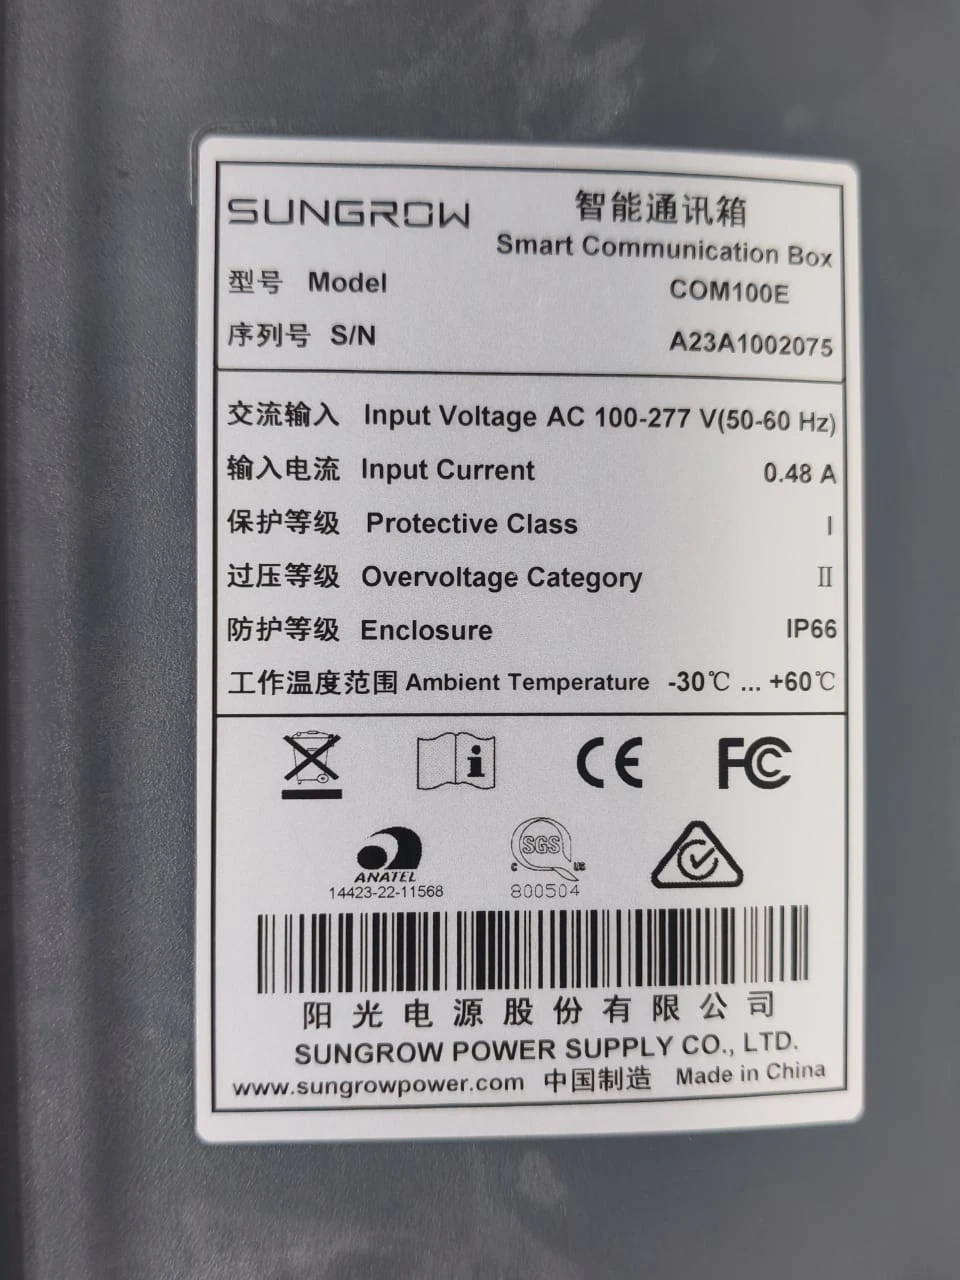 SUNGROW 智能通讯箱
Smart Communication Box
型号 Model COM100E
序列号 S/N A23A1002075
交流输入 Input Voltage AC 100-277 V(50-60 Hz)
输入电流 Input Current 0.48 A
保护等级 Protective Class I
过压等级 Overvoltage Category II
防护等级 Enclosure IP66
工作温度范围 Ambient Temperature -30℃ ... +60℃
i CE FC
ANATEL SGS C US
14423-22-11568 800504
阳光电源股份有限公司
SUNGROW POWER SUPPLY CO., LTD.
www.sungrowpower.com 中国制造 Made in China